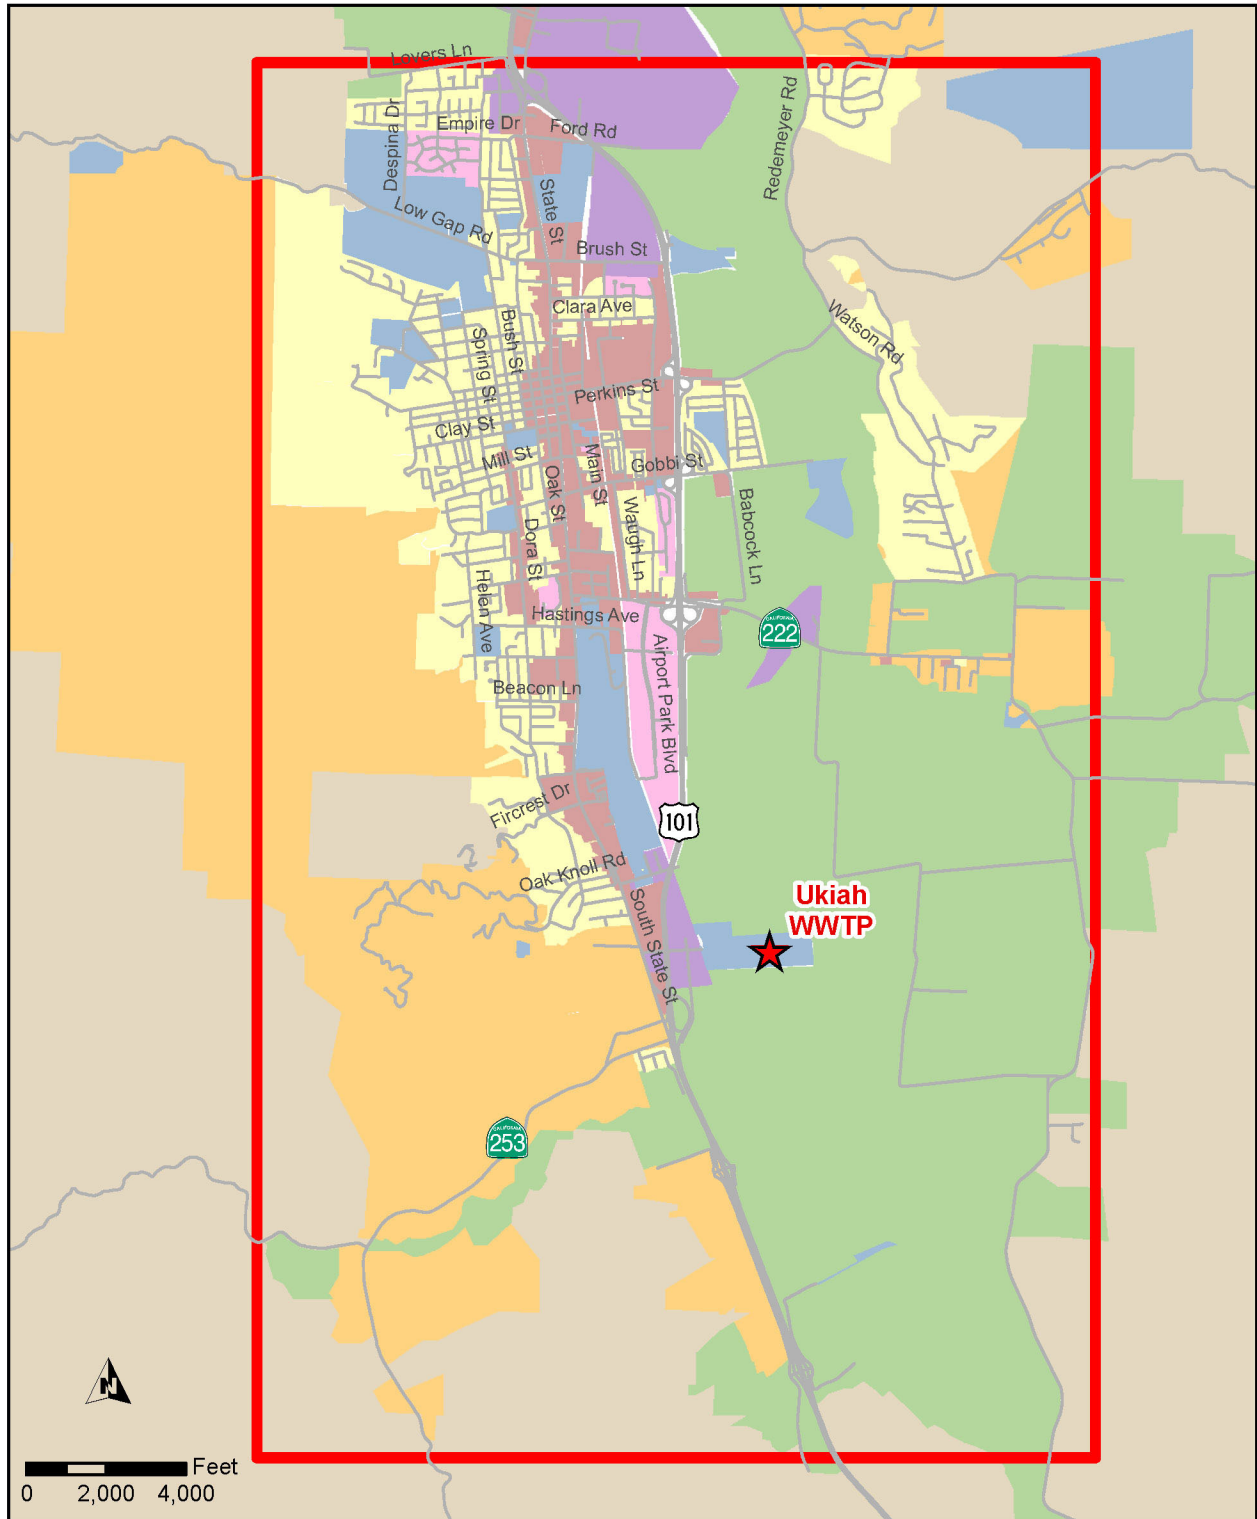 Lovers Ln
Despina Dr
Empire Dr
Ford Rd
Redemeyer Rd
State St
Low Gap Rd
Brush St
Clara Ave
Bush St
Spring St
Watson Rd
Perkins St
Clay St
Mill St
Main St
Gobbi St
Oak St
Waugh Ln
Babcock Ln
Dora St
Helen Ave
Hastings Ave
CALIFORNIA
222
Airport Park Blvd
Beacon Ln
Fircrest Dr
101
Oak Knoll Rd
Ukiah
WWTP
South State St
CALIFORNIA
253
N
Feet
0 2,000 4,000